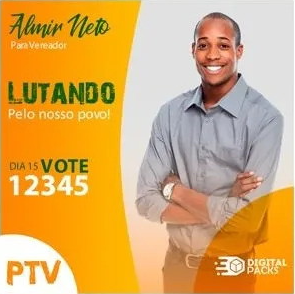 Almir Neto
Para Vereador
LUTANDO
Pelo nosso povo!
DIA 15 VOTE
12345
PTV
DIGITAL
PACKS